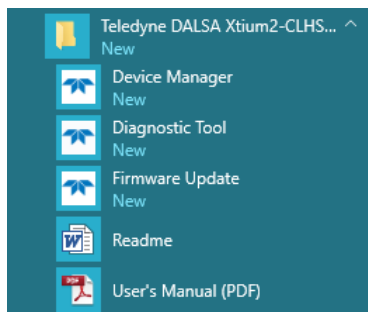 Teledyne DALSA Xtium2-CLHS...
New
Device Manager
New
Diagnostic Tool
New
Firmware Update
New
Readme
User's Manual (PDF)